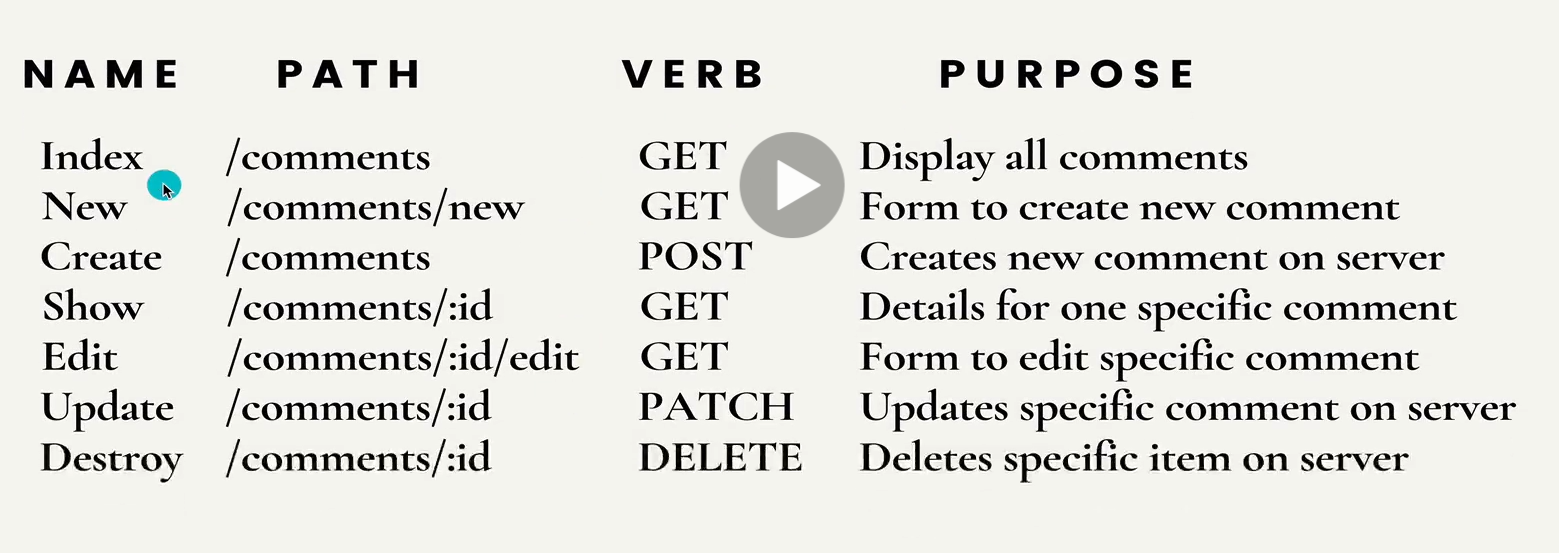 NAME PATH VERB PURPOSE
Index /comments GET Display all comments
New /comments/new GET Form to create new comment
Create /comments POST Creates new comment on server
Show /comments/:id GET Details for one specific comment
Edit /comments/:id/edit GET Form to edit specific comment
Update /comments/:id PATCH Updates specific comment on server
Destroy /comments/:id DELETE Deletes specific item on server